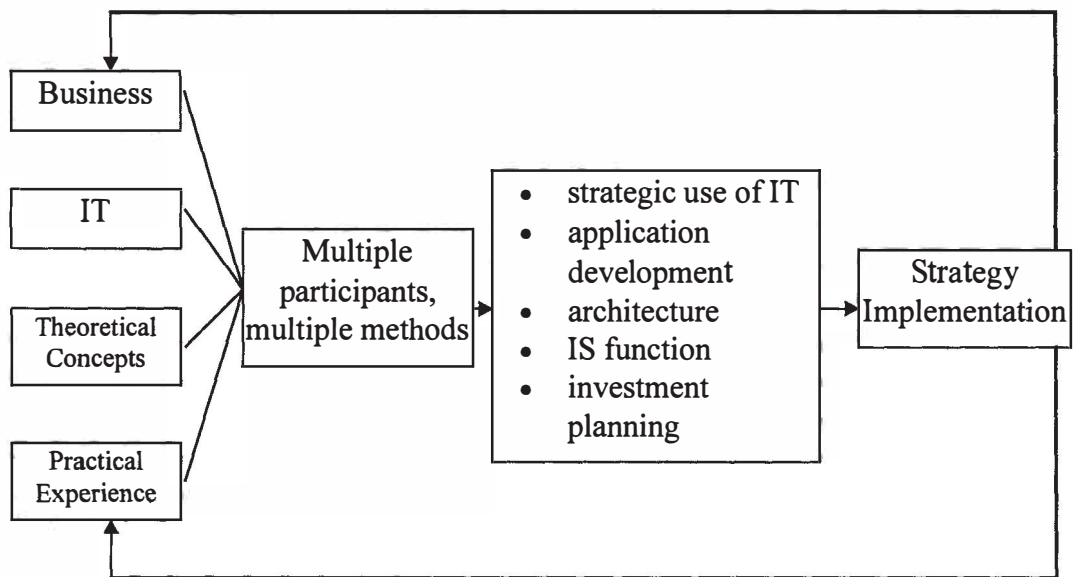 Business
IT
Theoretical
Concepts
Practical
Experience
Multiple
participants,
multiple methods
• strategic use of IT
• application
development
• architecture
• IS function
• investment
planning
Strategy
Implementation